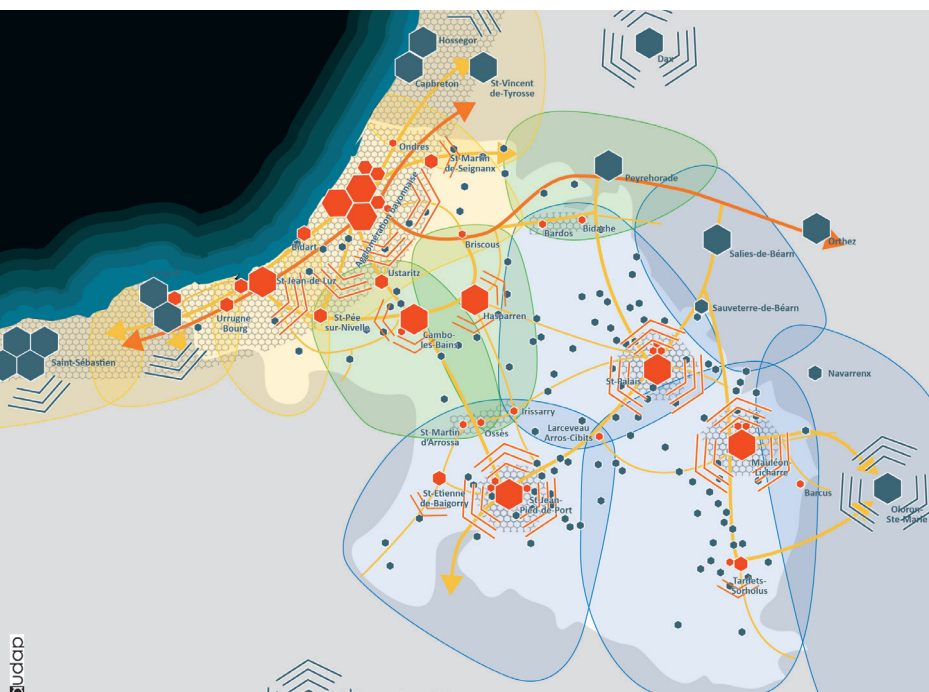 Hossegor
Dax
Capbreton
St-Vincent
de-Tyrosse
Ondres
St-Martin
de-Seignanx
Peyrehorade
Agglomération bayonnaise
Bidart
Briscous
Bardos
Bidache
Orthez
Salies-de-Béarn
St-Jean-de Luz
Ustaritz
Urrugne
Bourg
St-Pée
sur-Nivelle
Hasparren
Sauveterre-de-Béarn
Cambo-
les-Bains
Saint-Sébastien
St-Palais
Navarrenx
Irissarry
St-Martin
d'Arrossa
Ossès
Larceveau
Arros-Cibits
Mauléon-
Licharre
St-Etienne
de-Baigorry
St-Jean-
Pied-de-Port
Barcus
Oloron-
Ste-Marie
Tardets-
Sorholus
audap